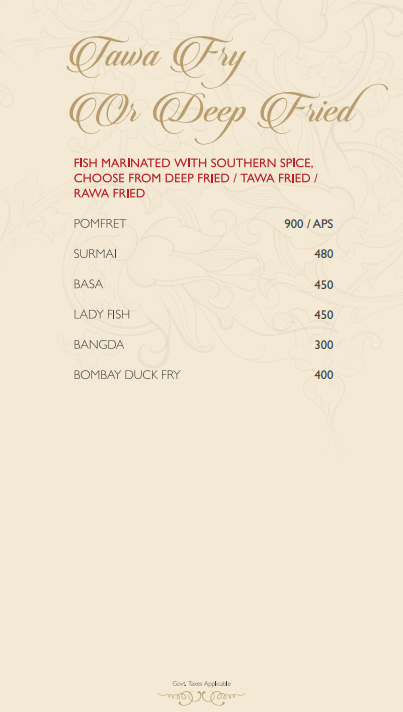 Tawa Fry
Or Deep Fried
FISH MARINATED WITH SOUTHERN SPICE,
CHOOSE FROM DEEP FRIED / TAWA FRIED /
RAWA FRIED
POMFRET 900 / APS
SURMAI 480
BASA 450
LADY FISH 450
BANGDA 300
BOMBAY DUCK FRY 400
Govt. Taxes Applicable